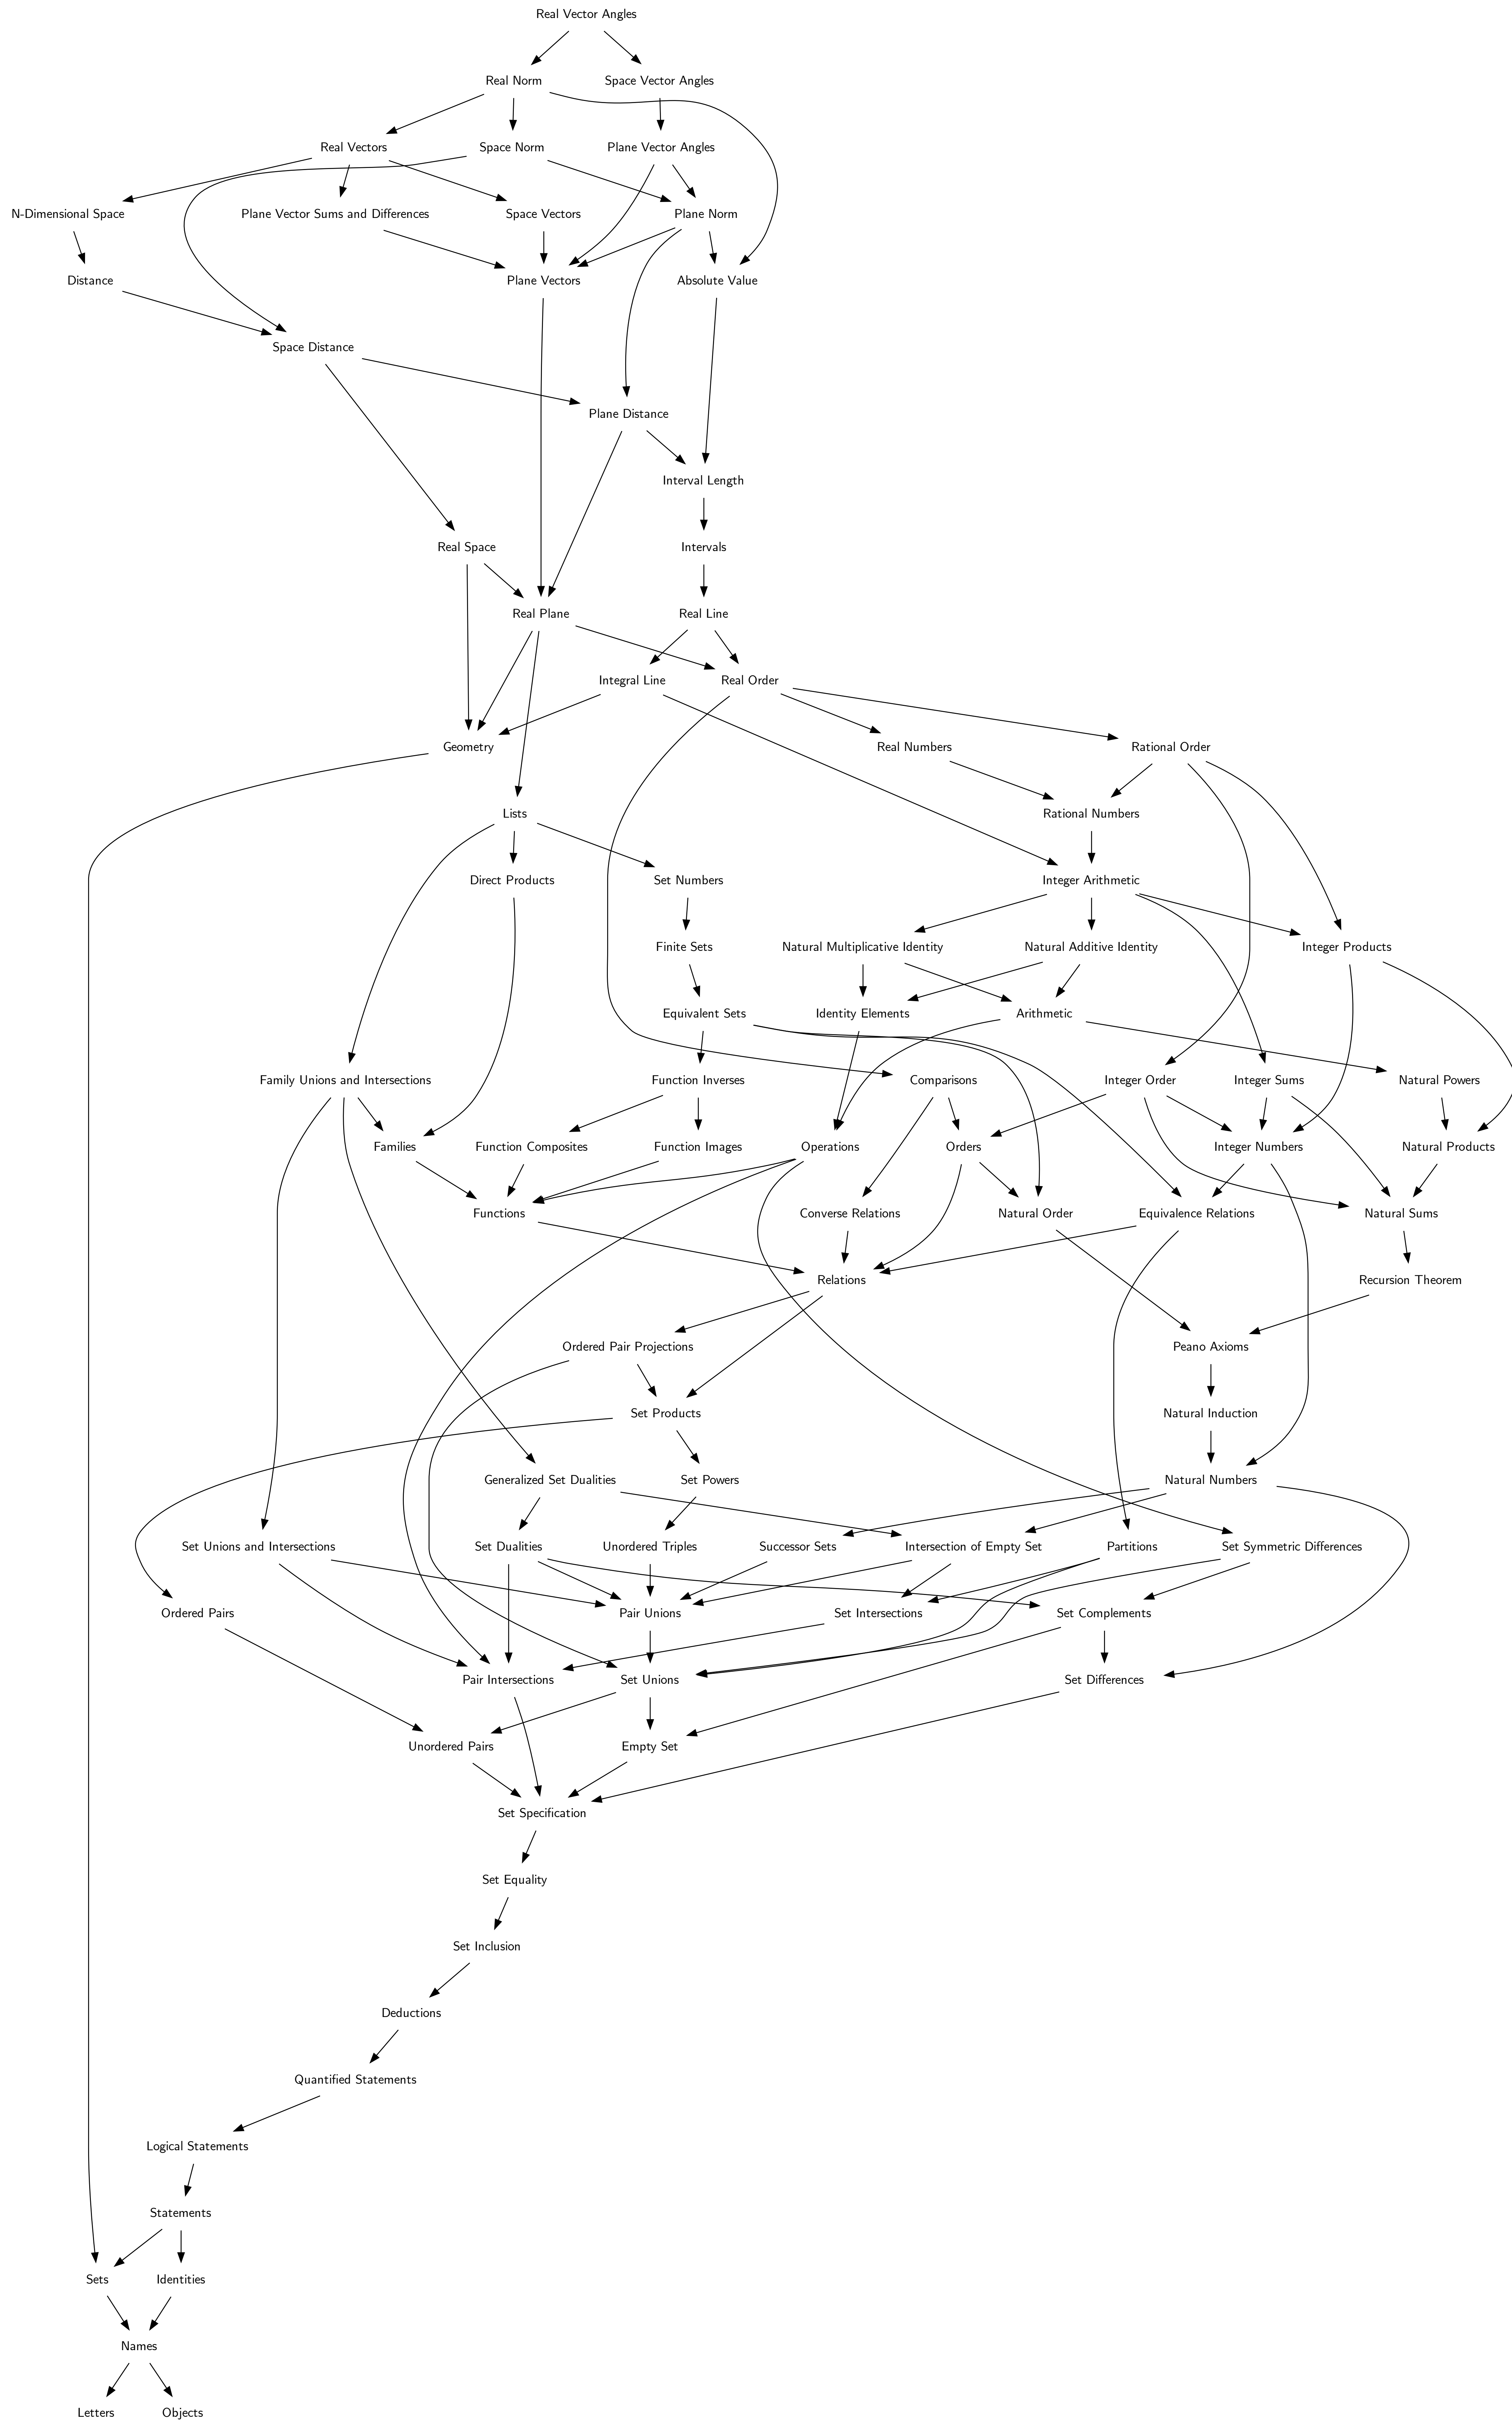 Real Vector Angles
Real Norm
Space Vector Angles
Real Vectors
Space Norm
Plane Vector Angles
N-Dimensional Space
Plane Vector Sums and Differences
Space Vectors
Plane Norm
Distance
Plane Vectors
Absolute Value
Space Distance
Plane Distance
Interval Length
Real Space
Intervals
Real Plane
Real Line
Integral Line
Real Order
Geometry
Real Numbers
Rational Order
Lists
Rational Numbers
Direct Products
Set Numbers
Integer Arithmetic
Finite Sets
Natural Multiplicative Identity
Natural Additive Identity
Integer Products
Equivalent Sets
Identity Elements
Arithmetic
Family Unions and Intersections
Function Inverses
Comparisons
Integer Order
Integer Sums
Natural Powers
Families
Function Composites
Function Images
Operations
Orders
Integer Numbers
Natural Products
Functions
Converse Relations
Natural Order
Equivalence Relations
Natural Sums
Relations
Recursion Theorem
Ordered Pair Projections
Peano Axioms
Set Products
Natural Induction
Generalized Set Dualities
Set Powers
Natural Numbers
Set Unions and Intersections
Set Dualities
Unordered Triples
Successor Sets
Intersection of Empty Set
Partitions
Set Symmetric Differences
Ordered Pairs
Pair Unions
Set Intersections
Set Complements
Pair Intersections
Set Unions
Set Differences
Unordered Pairs
Empty Set
Set Specification
Set Equality
Set Inclusion
Deductions
Quantified Statements
Logical Statements
Statements
Sets
Identities
Names
Letters
Objects